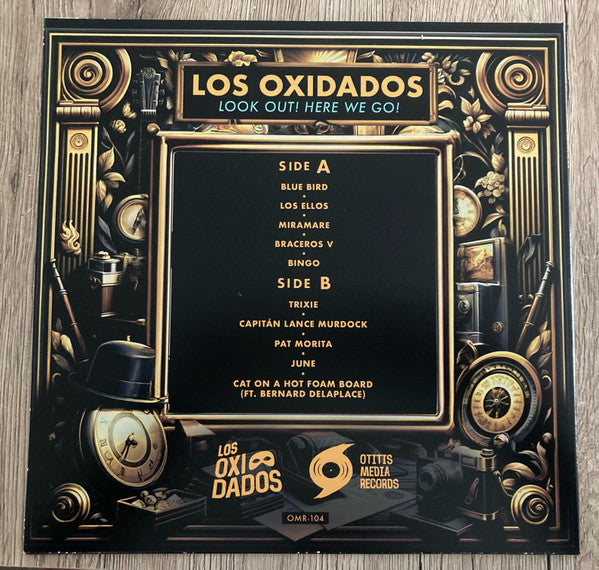 LOS OXIDADOS
LOOK OUT! HERE WE GO!
SIDE A
BLUE BIRD
•
LOS ELLOS
•
MIRAMARE
•
BRACEROS V
•
BINGO
SIDE B
TRIXIE
•
CAPITÁN LANCE MURDOCK
•
PAT MORITA
•
JUNE
•
CAT ON A HOT FOAM BOARD
(FT. BERNARD DELAPLACE)
LOS
OXI
DADOS
OTITIS
MEDIA
RECORDS
OMR-104